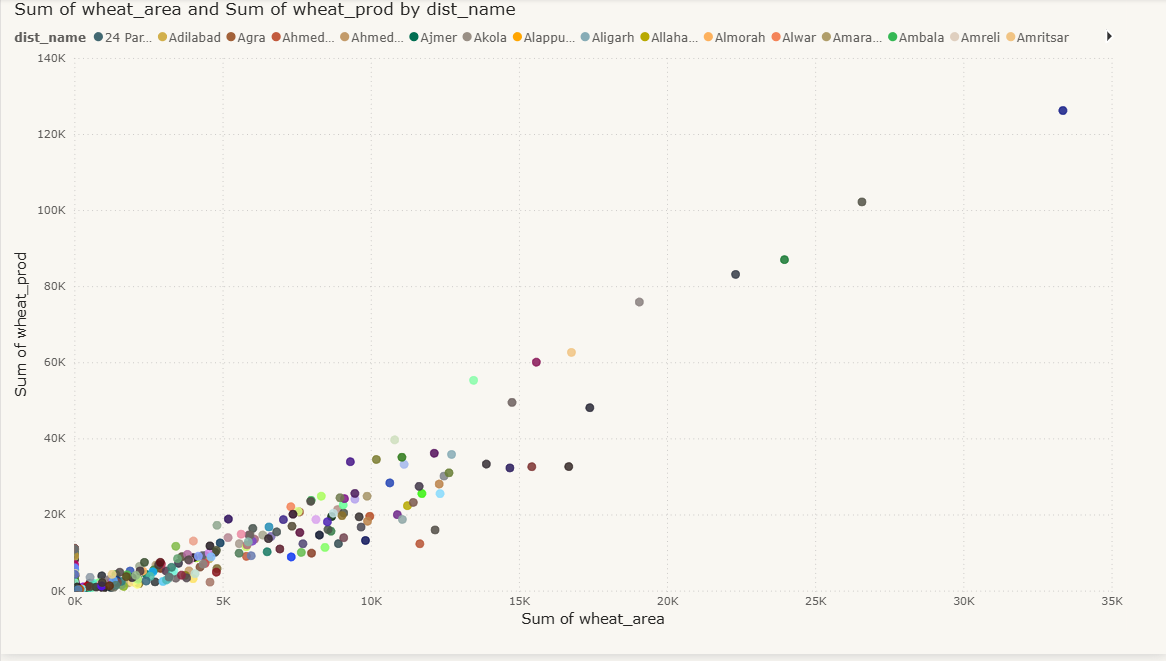 Sum of wheat_area and Sum of wheat_prod by dist_name
dist_name 24 Par... Adilabad Agra Ahmed... Ahmed... Ajmer Akola Alappu... Aligarh Allaha... Almorah Alwar Amara... Ambala Amreli Amritsar
140K
120K
100K
80K
60K
40K
20K
0K
Sum of wheat_prod
0K 5K 10K 15K 20K 25K 30K 35K
Sum of wheat_area